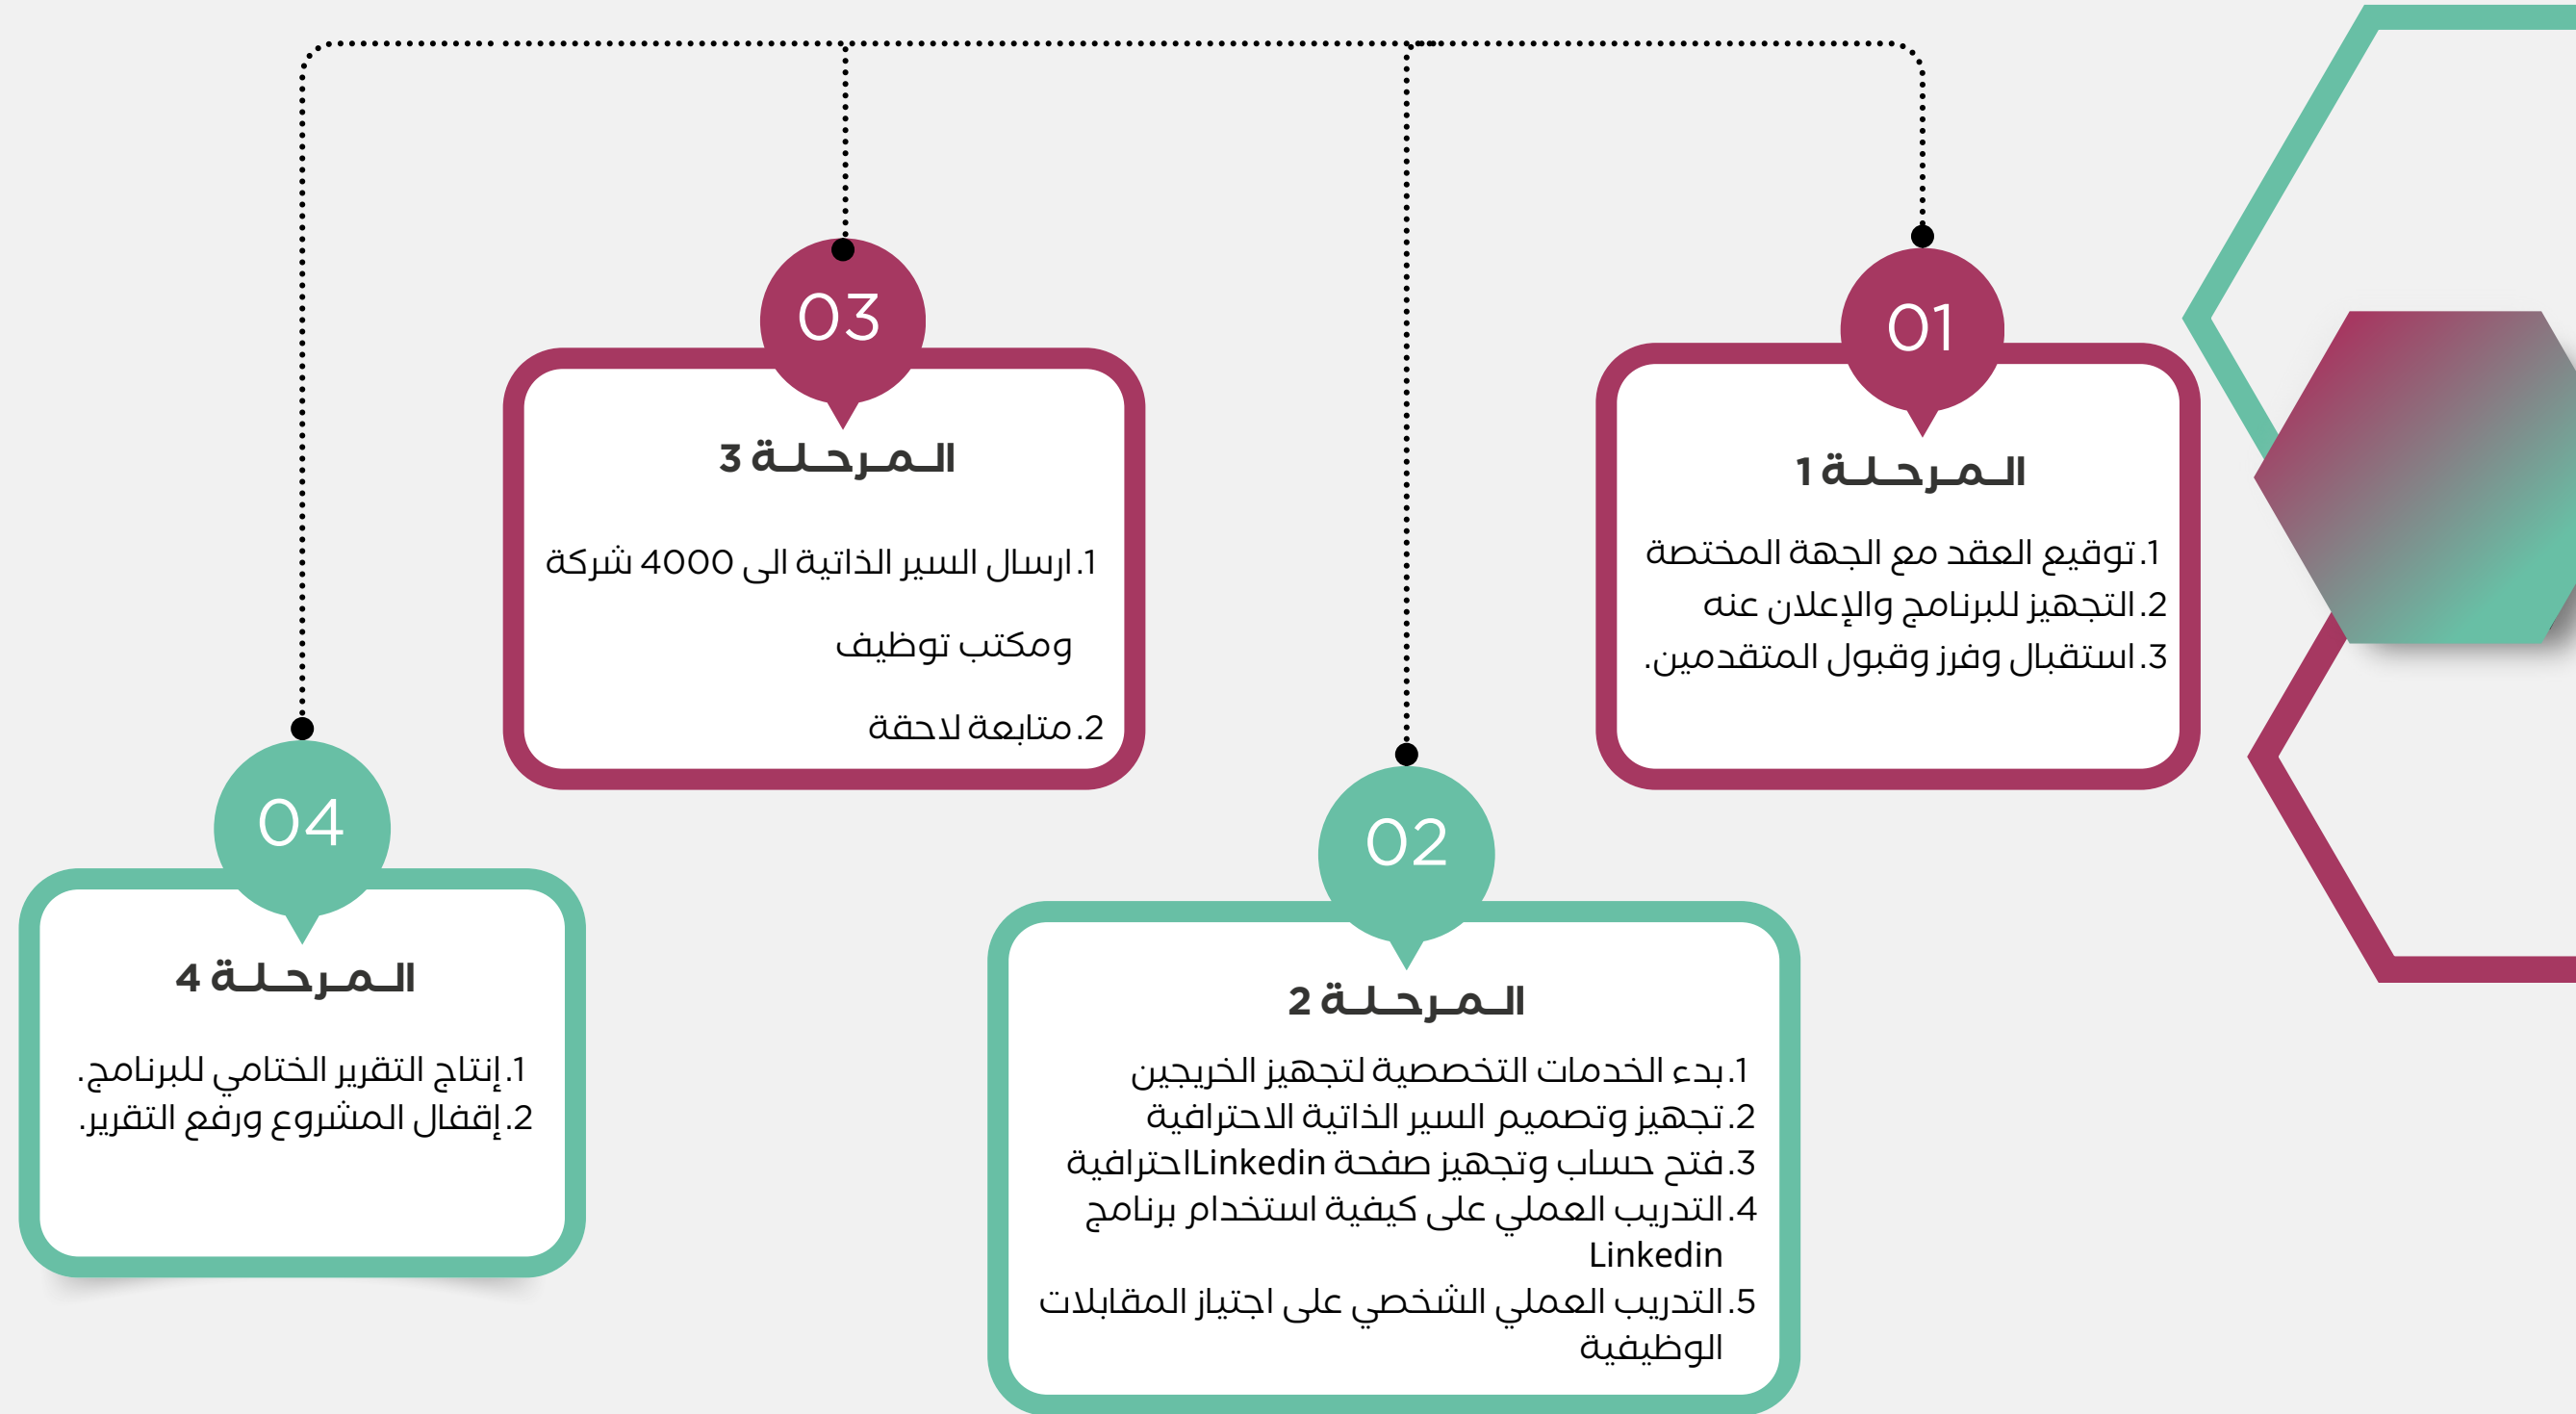 01
الـمـرحـلـة 1
1. توقيع العقد مع الجهة المختصة
2. التجهيز للبرنامج والإعلان عنه
3. استقبال وفرز وقبول المتقدمين.
02
الـمـرحـلـة 2
1. بدء الخدمات التخصصية لتجهيز الخريجين
2. تجهيز وتصميم السير الذاتية الاحترافية
3. فتح حساب وتجهيز صفحة Linkedinاحترافية
4. التدريب العملي على كيفية استخدام برنامج
Linkedin
5. التدريب العملي الشخصي على اجتياز المقابلات
الوظيفية
03
الـمـرحـلـة 3
1. ارسال السير الذاتية الى 4000 شركة
ومكتب توظيف
2. متابعة لاحقة
04
الـمـرحـلـة 4
1. إنتاج التقرير الختامي للبرنامج.
2. إقفال المشروع ورفع التقرير.